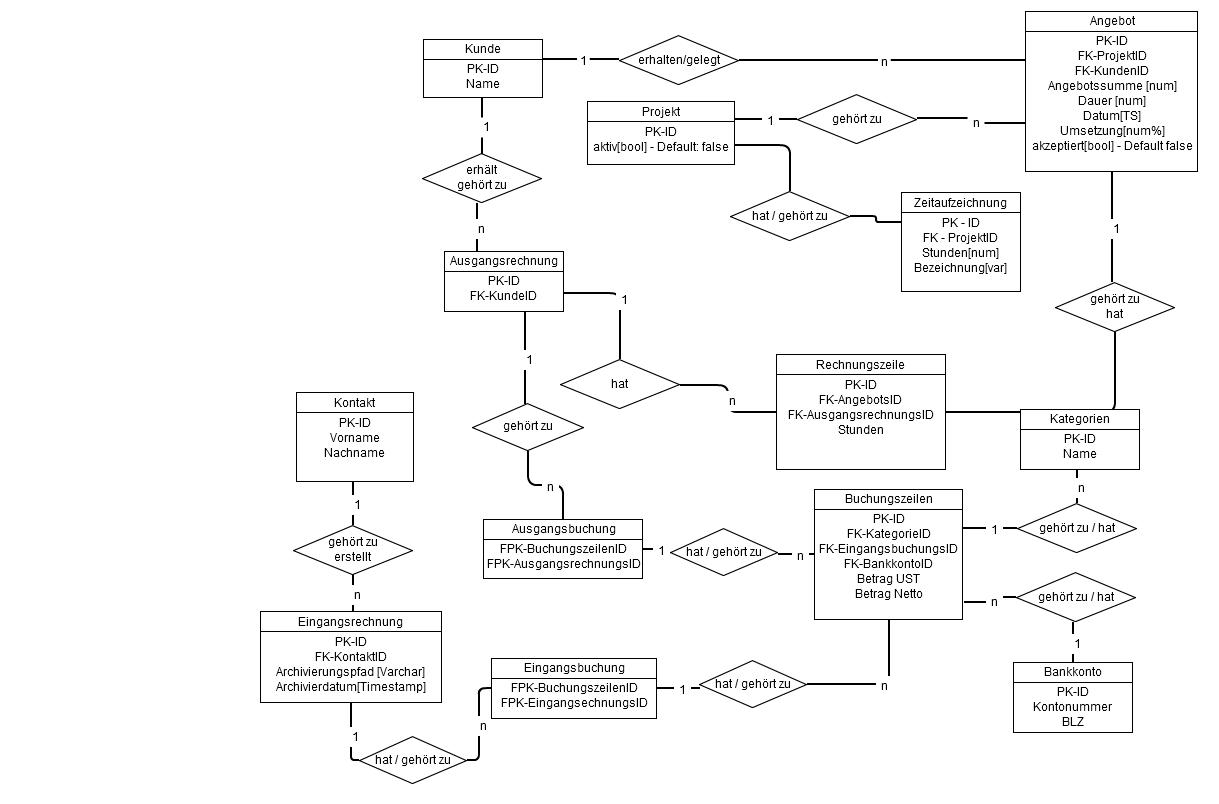 Angebot
PK-ID
FK-ProjektID
FK-KundenID
Angebotssumme [num]
Dauer [num]
Datum[TS]
Umsetzung[num%]
akzeptiert[bool] - Default false
Kunde
PK-ID
Name
1
erhalten/gelegt
n
Projekt
PK-ID
aktiv[bool] - Default: false
1
gehört zu
n
1
erhält
gehört zu
n
hat / gehört zu
Zeitaufzeichnung
PK - ID
FK - ProjektID
Stunden[num]
Bezeichnung[var]
1
gehört zu
hat
Ausgangsrechnung
PK-ID
FK-KundeID
1
hat
n
1
gehört zu
n
Rechnungszeile
PK-ID
FK-AngebotsID
FK-AusgangsrechnungsID
Stunden
Kategorien
PK-ID
Name
n
gehört zu / hat
1
Kontakt
PK-ID
Vorname
Nachname
1
gehört zu
erstellt
n
Ausgangsbuchung
FPK-BuchungszeilenID
FPK-AusgangsrechnungsID
1
hat / gehört zu
n
Buchungszeilen
PK-ID
FK-KategorieID
FK-EingangsbuchungsID
FK-BankkontoID
Betrag UST
Betrag Netto
n
gehört zu / hat
1
Bankkonto
PK-ID
Kontonummer
BLZ
Eingangsrechnung
PK-ID
FK-KontaktID
Archivierungspfad [Varchar]
Archivierdatum[Timestamp]
1
hat / gehört zu
n
Eingangsbuchung
FPK-BuchungszeilenID
FPK-EingangsechnungsID
1
hat / gehört zu
n